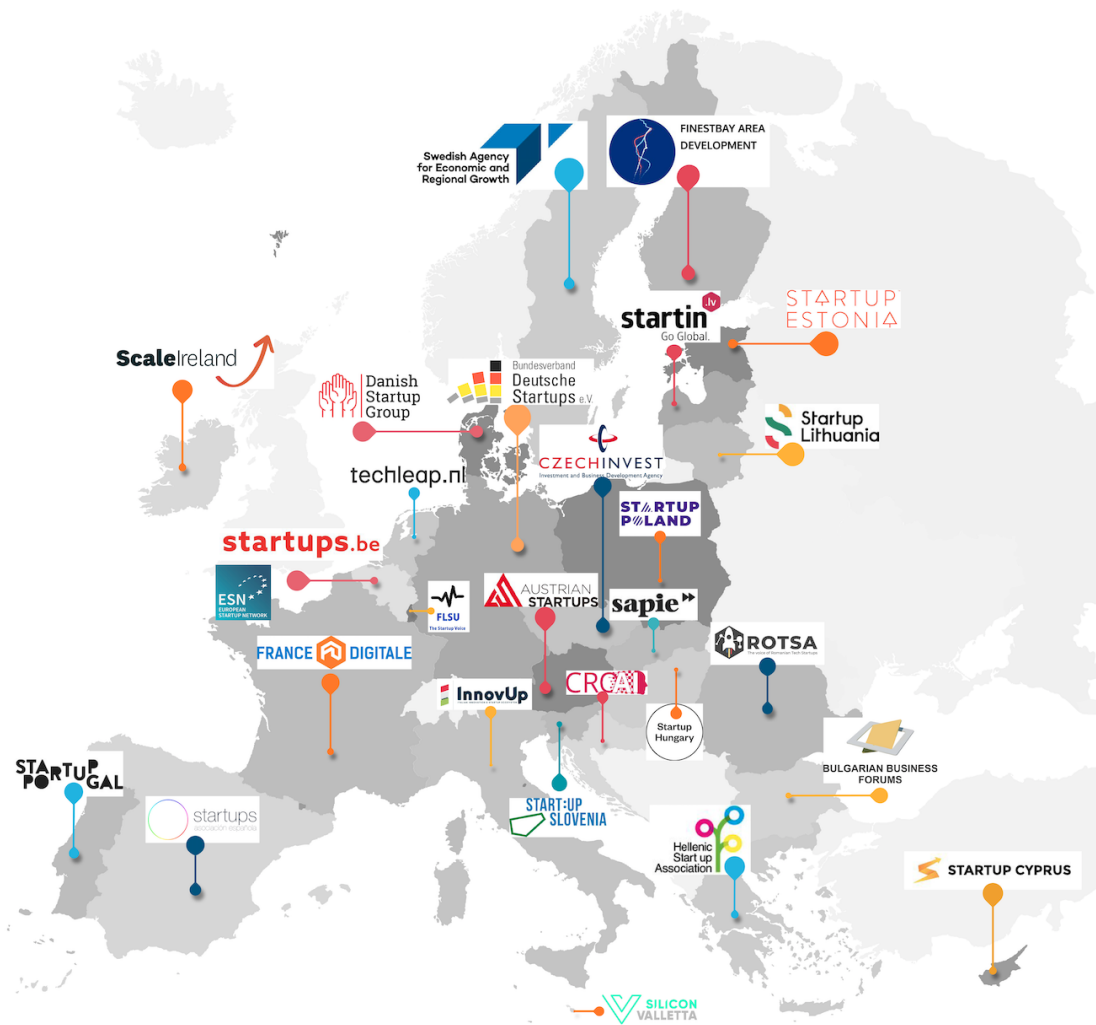 Swedish Agency
for Economic and
Regional Growth
FINESTBAY AREA
DEVELOPMENT
.lv
startin
Go Global.
STARTUP
ESTONIA
ScaleIreland
Danish
Startup
Group
Bundesverband
Deutsche
Startups e.V.
Startup
Lithuania
CZECHINVEST
Investment and Business Development Agency
techleap.nl
STARTUP
POLAND
startups.be
ESN
EUROPEAN
STARTUP NETWORK
FLSU
The Startup Voice
AUSTRIAN
STARTUPS
sapie
FRANCE DIGITALE
ROTSA
The voice of Romanian Tech Startups
InnovUp
CROAI
Startup
Hungary
BULGARIAN BUSINESS
FORUMS
STARTUP
PORTUGAL
startups
asociación española
START:UP
SLOVENIA
Hellenic
Start up
Association
STARTUP CYPRUS
SILICON
VALLETTA